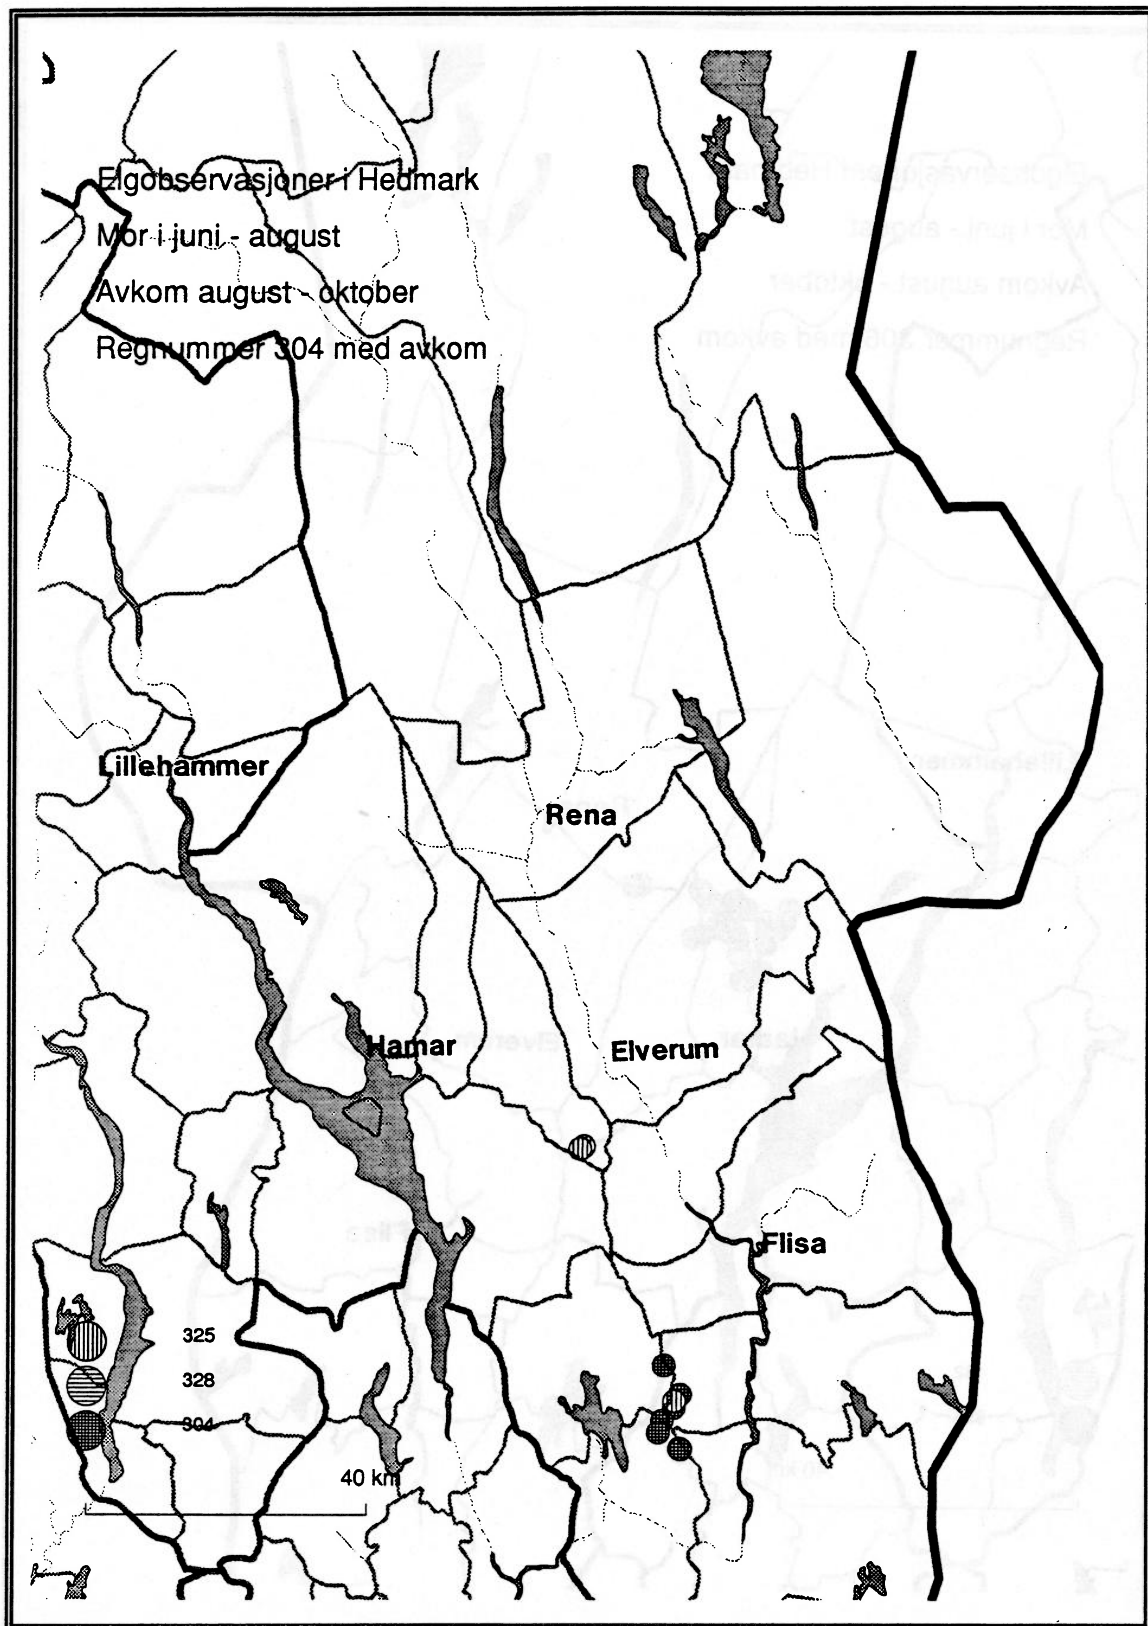 Elgobservasjoner i Hedmark
Mor i juni - august
Avkom august - oktober
Regnummer 304 med avkom
Lillehammer
Rena
Hamar
Elverum
Flisa
325
328
304
40 km